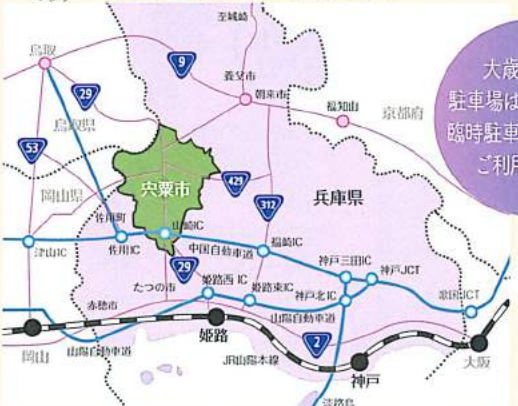 至城崎
鳥取
9
養父市
29
朝来市
福知山
京都府
鳥取県
53
大歳
駐車場は
臨時駐車
ご利用
岡山県
宍粟市
429
兵庫県
312
佐用町
山崎IC
佐用IC
中国自動車道
福崎IC
津山IC
29
神戸三田IC
神戸JCT
たつの市
姫路西IC
姫路東IC
神戸北IC
赤穂市
山陽自動車道
姫路
2
岡山
山陽自動車道
JR山陽本線
神戸
大阪
淡路島